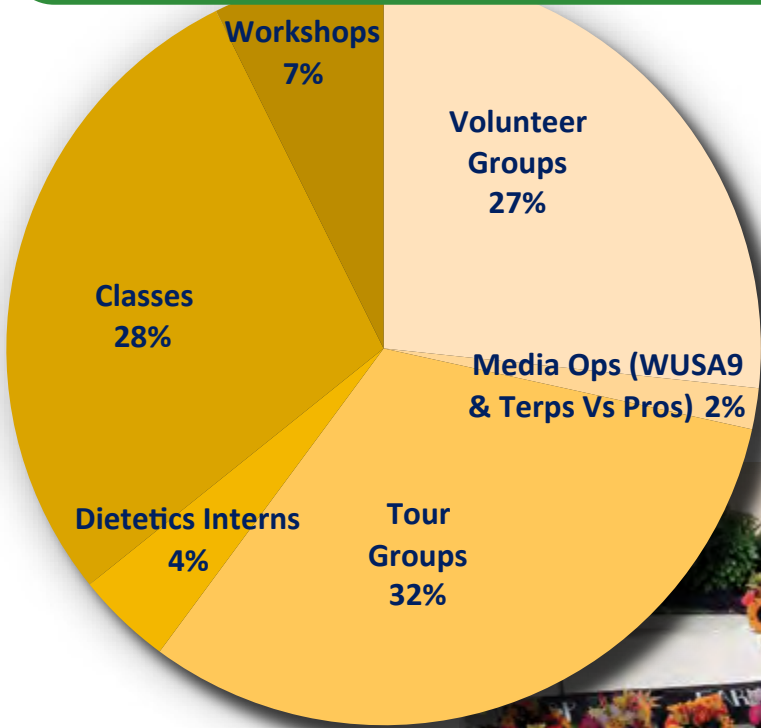 Workshops
7%
Volunteer
Groups
27%
Classes
28%
Media Ops (WUSA9
& Terps Vs Pros) 2%
Dietetics Interns
4%
Tour
Groups
32%